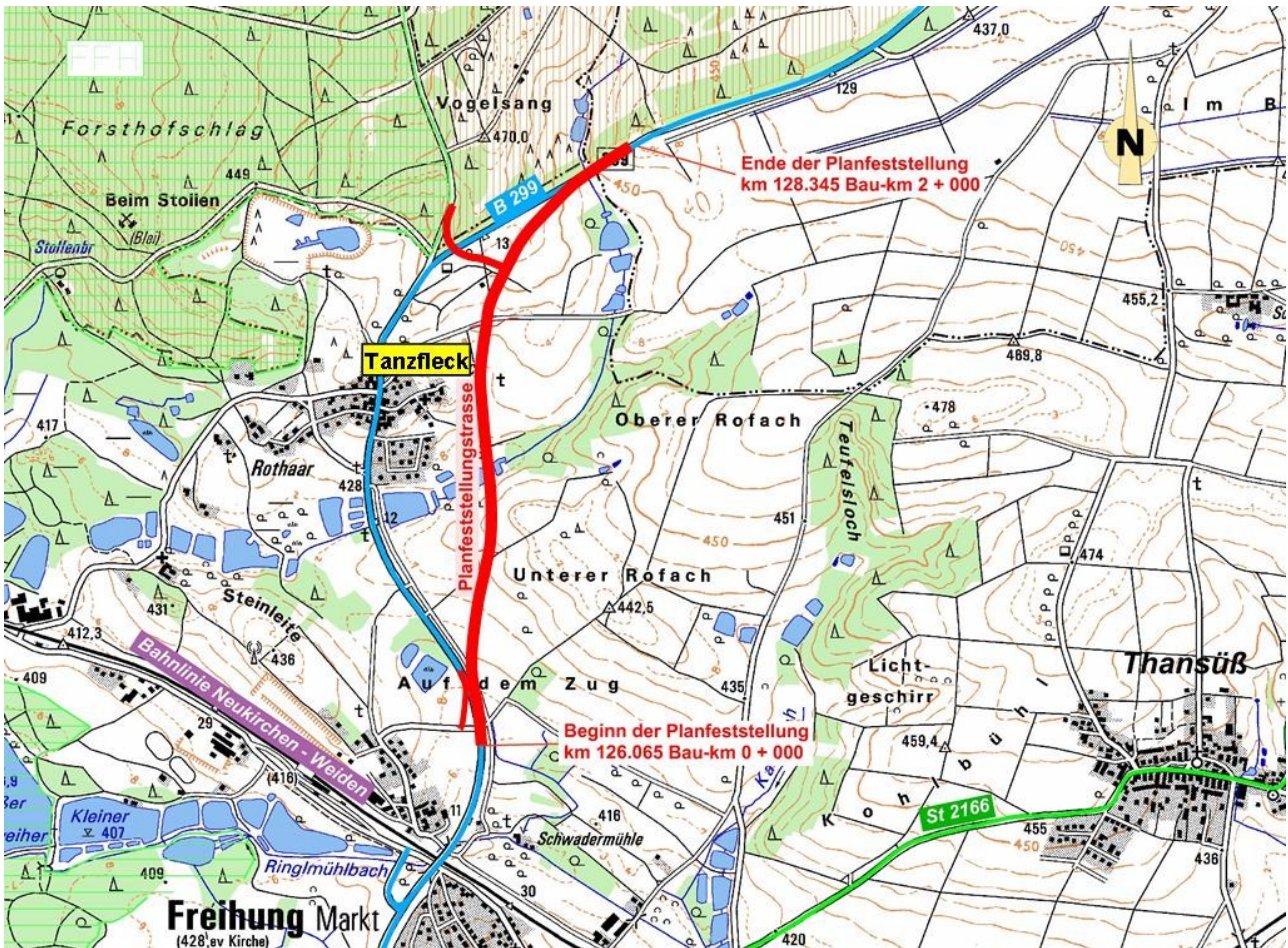 FFH
437,0
129
Vogelsang
Forsthofschlag
470,0
I m B
N
Ende der Planfeststellung
km 128.345 Bau-km 2 + 000
450
449
Beim Stollen
(Blei)
B 299
Stollenbr
13
450
455,2
469,8
Tanzfleck
Planfeststellungstrasse
Oberer Rofach
478
417
Rothaar
428
12
Teufelsloch
451
450
474
Unterer Rofach
442,5
Steinleite
431
436
412,3
Bahnlinie Neukirchen - Weiden
409
Auf dem Zug
435
Licht-
geschirr
Thansüß
29
Beginn der Planfeststellung
km 126.065 Bau-km 0 + 000
459,4
Kohlbühl
(416)
Kleiner
407
weiher
11
416
Schwadermühle
St 2166
455
450
436
Ringlmühlbach
409
30
Freihung Markt
(428,ev Kirche)
420